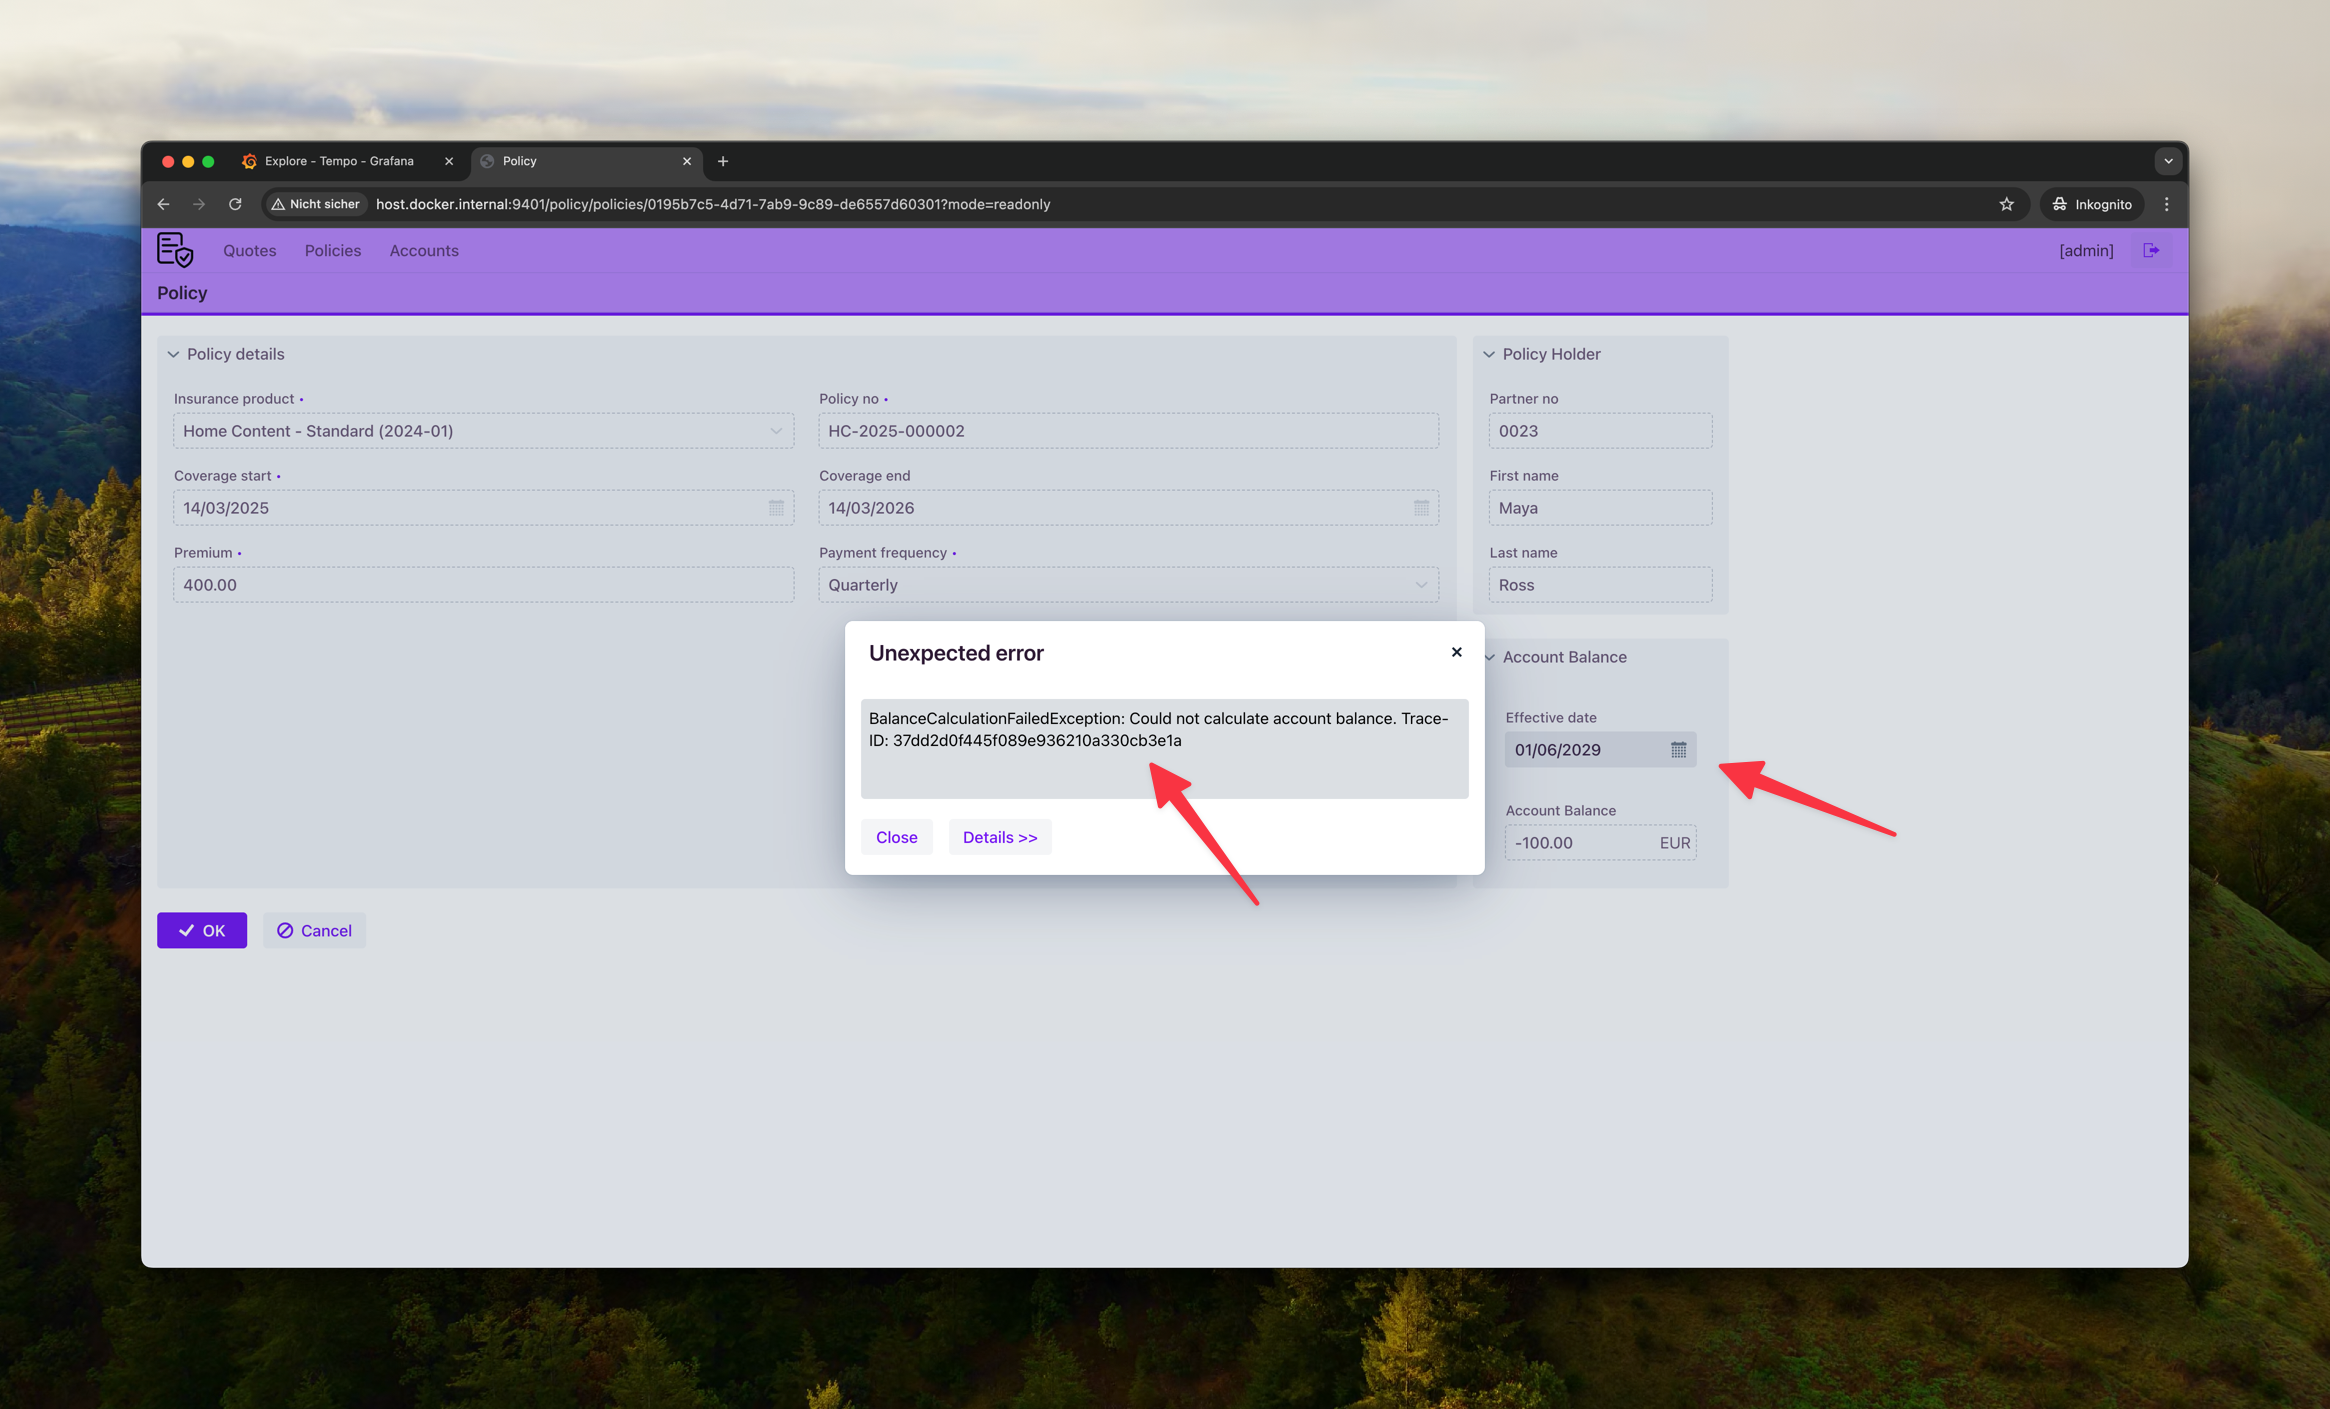 Explore - Tempo - Grafana
Policy
Nicht sicher
host.docker.internal:9401/policy/policies/0195b7c5-4d71-7ab9-9c89-de6557d60301?mode=readonly
Inkognito
Quotes Policies Accounts
[admin]
Policy
Policy details
Insurance product •
Home Content - Standard (2024-01)
Policy no •
HC-2025-000002
Coverage start •
14/03/2025
Coverage end
14/03/2026
Premium •
400.00
Payment frequency •
Quarterly
Policy Holder
Partner no
0023
First name
Maya
Last name
Ross
Unexpected error
BalanceCalculationFailedException: Could not calculate account balance. Trace-
ID: 37dd2d0f445f089e936210a330cb3e1a
Close
Details >>
Account Balance
Effective date
01/06/2029
Account Balance
-100.00 EUR
OK
Cancel